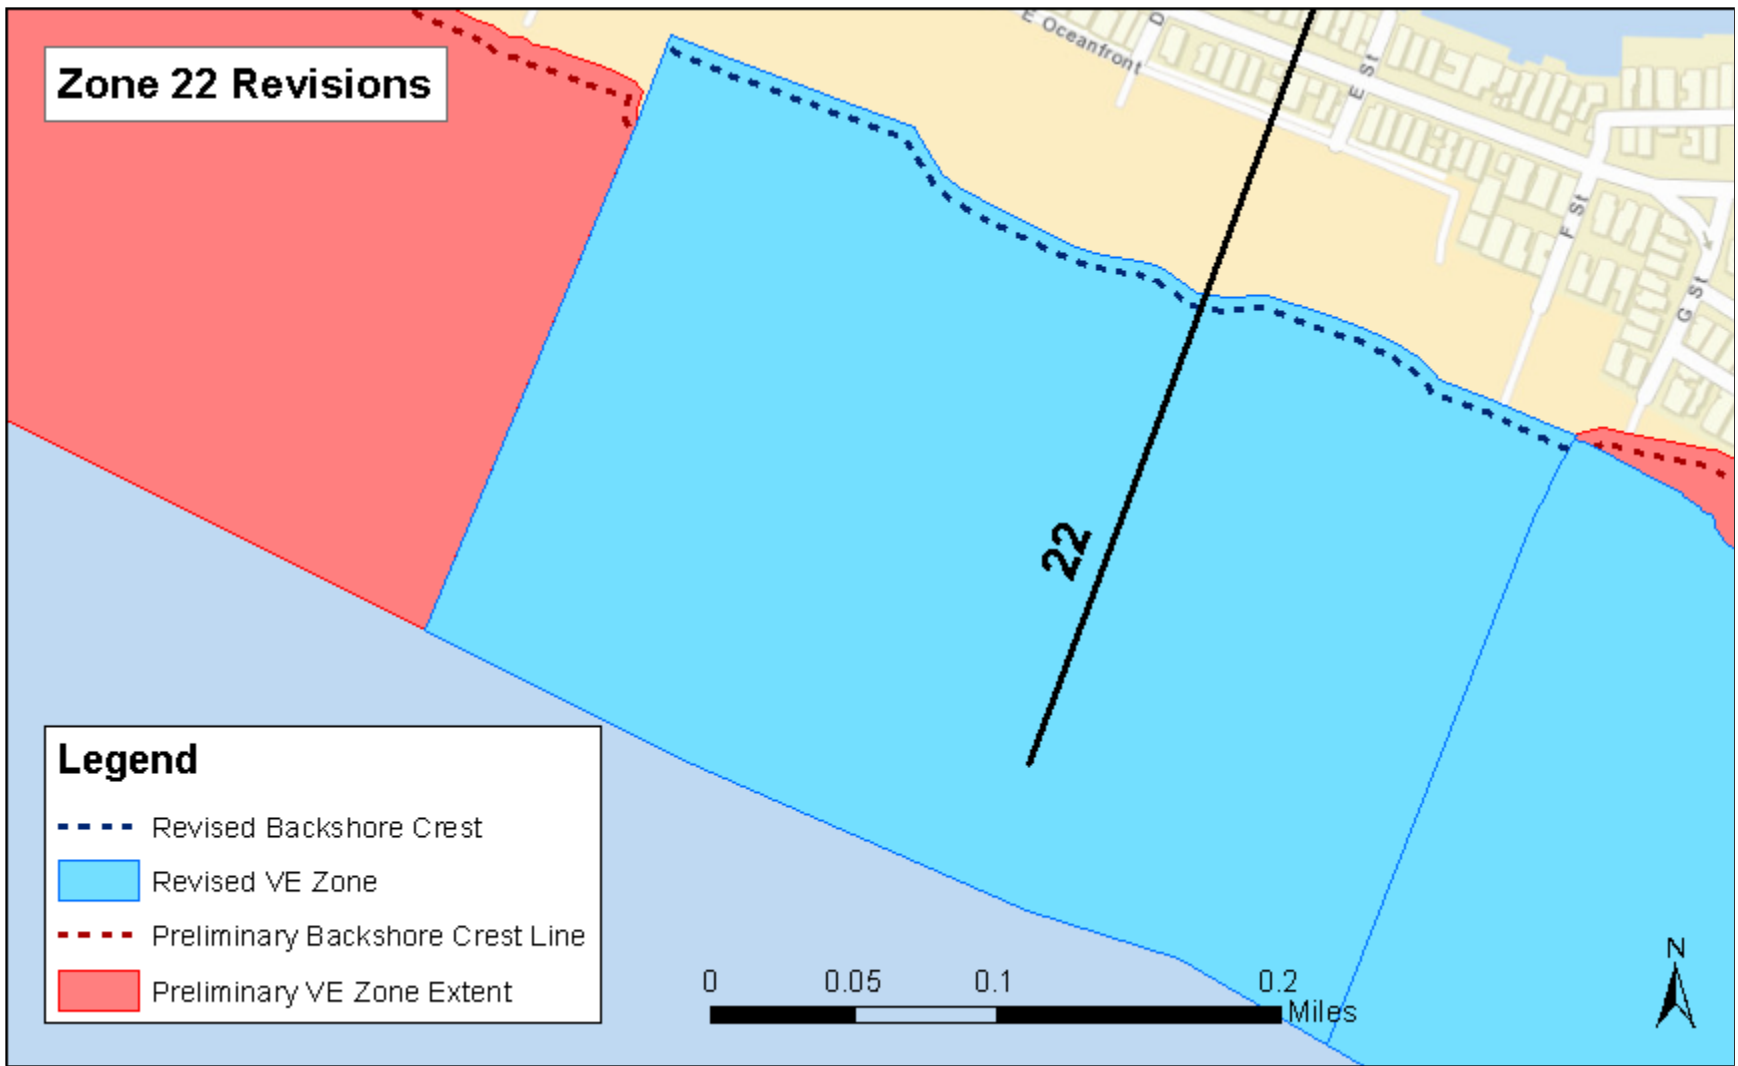 Zone 22 Revisions
E Oceanfront
D
E St
F St
G St
22
Legend
Revised Backshore Crest
Revised VE Zone
Preliminary Backshore Crest Line
Preliminary VE Zone Extent
0 0.05 0.1 0.2
Miles
N